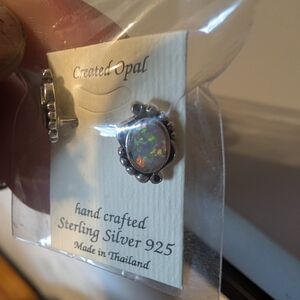 Created Opal
hand crafted
Sterling Silver 925
Made in Thailand